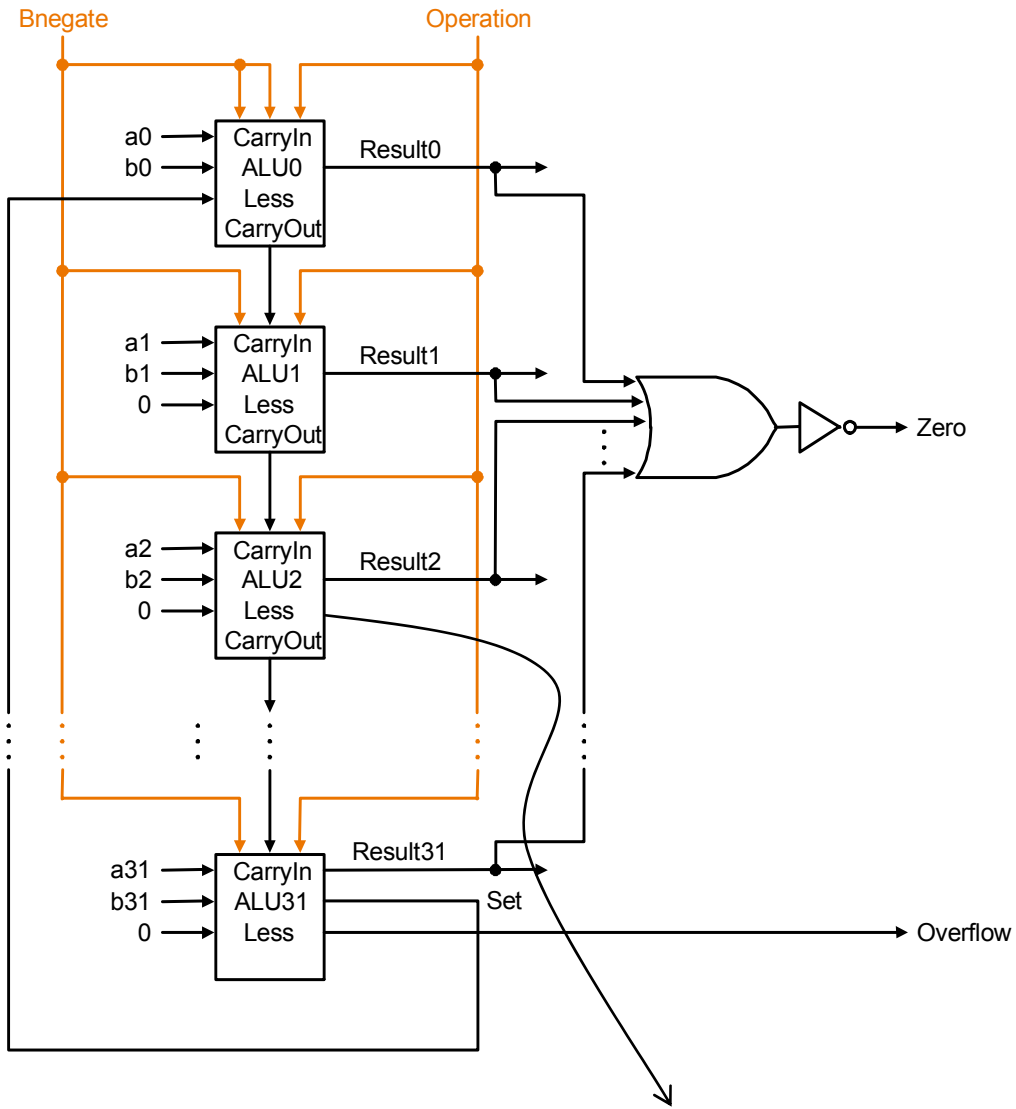 Bnegate
Operation
a0
b0
CarryIn
ALU0
Less
CarryOut
Result0
a1
b1
0
CarryIn
ALU1
Less
CarryOut
Result1
Zero
a2
b2
0
CarryIn
ALU2
Less
CarryOut
Result2
a31
b31
0
CarryIn
ALU31
Less
Result31
Set
Overflow